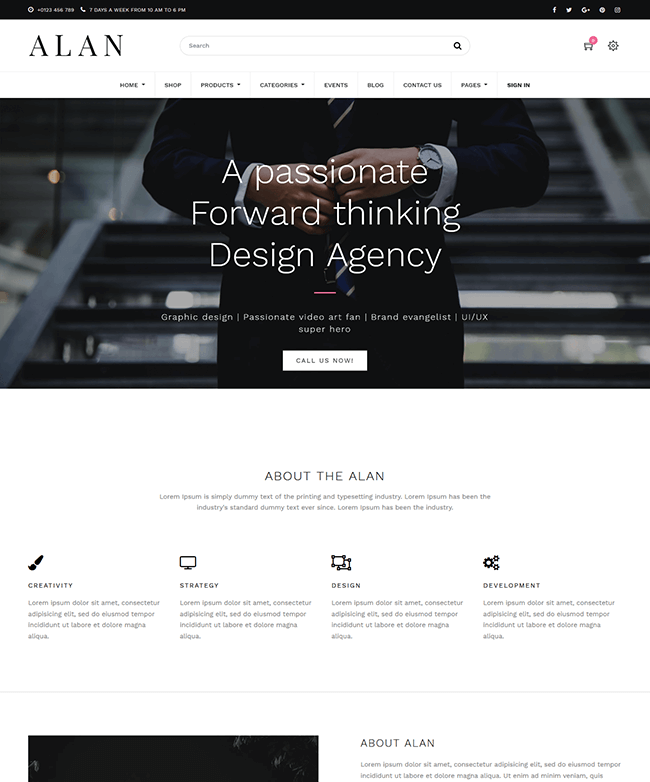 +0123 456 789 7 DAYS A WEEK FROM 10 AM TO 6 PM
ALAN
Search
0
HOME SHOP PRODUCTS CATEGORIES EVENTS BLOG CONTACT US PAGES SIGN IN
A passionate
Forward thinking
Design Agency
Graphic design | Passionate video art fan | Brand evangelist | UI/UX
super hero
CALL US NOW!
ABOUT THE ALAN
Lorem Ipsum is simply dummy text of the printing and typesetting industry. Lorem Ipsum has been the
industry's standard dummy text ever since. Lorem Ipsum has been the industry.
CREATIVITY
Lorem ipsum dolor sit amet, consectetur
adipisicing elit, sed do eiusmod tempor
incididunt ut labore et dolore magna
aliqua.
STRATEGY
Lorem ipsum dolor sit amet, consectetur
adipisicing elit, sed do eiusmod tempor
incididunt ut labore et dolore magna
aliqua.
DESIGN
Lorem ipsum dolor sit amet, consectetur
adipisicing elit, sed do eiusmod tempor
incididunt ut labore et dolore magna
aliqua.
DEVELOPMENT
Lorem ipsum dolor sit amet, consectetur
adipisicing elit, sed do eiusmod tempor
incididunt ut labore et dolore magna
aliqua.
ABOUT ALAN
Lorem ipsum dolor sit amet, consectetur adipisicing elit, sed do eiusmod tempor
incididunt ut labore et dolore magna aliqua. Ut enim ad minim veniam, quis